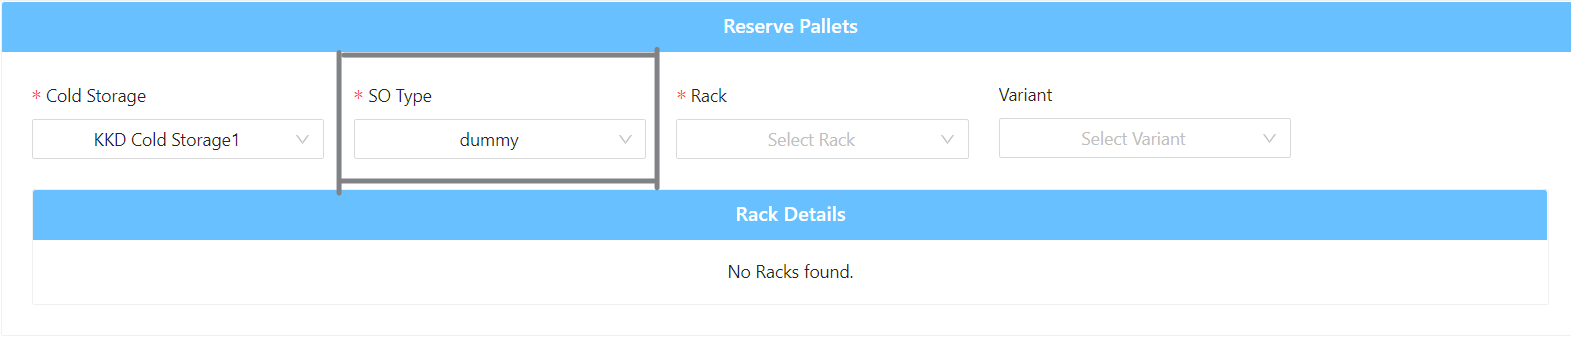 Reserve Pallets
* Cold Storage
* SO Type
* Rack
Variant
KKD Cold Storage1
dummy
Select Rack
Select Variant
Rack Details
No Racks found.